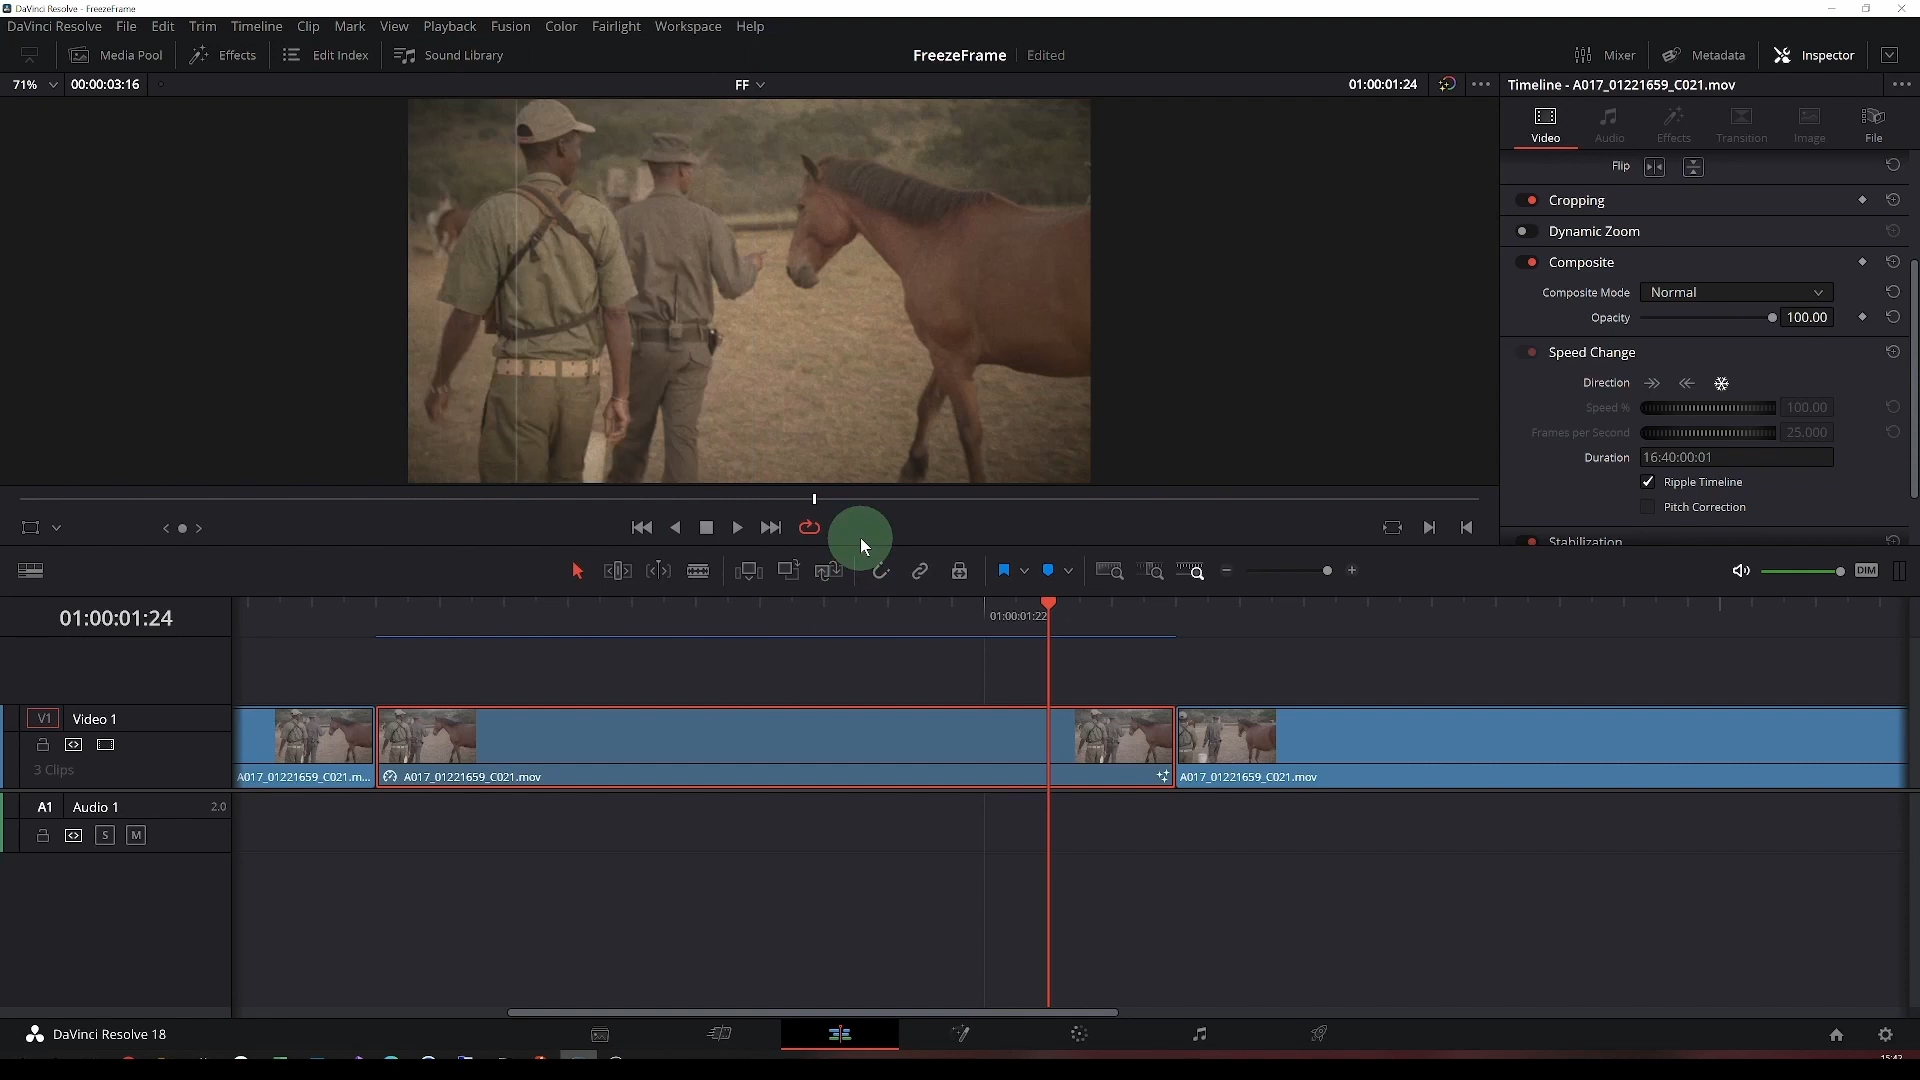 DaVinci Resolve - FreezeFrame
DaVinci Resolve File Edit Trim Timeline Clip Mark View Playback Fusion Color Fairlight Workspace Help
Media Pool Effects Edit Index Sound Library FreezeFrame Edited Mixer Metadata Inspector
71% 00:00:03:16 FF 01:00:01:24 Timeline - A017_01221659_C021.mov
Video Audio Effects Transition Image File
Flip
Cropping
Dynamic Zoom
Composite
Composite Mode Normal
Opacity 100.00
Speed Change
Direction
Speed % 100.00
Frames per Second 25.000
Duration 16:40:00:01
Ripple Timeline
Pitch Correction
Stabilization
DIM
01:00:01:24 01:00:01:22
V1 Video 1
3 Clips
A017_01221659_C021.m... A017_01221659_C021.mov A017_01221659_C021.mov
A1 Audio 1 2.0
S M
DaVinci Resolve 18
15:42